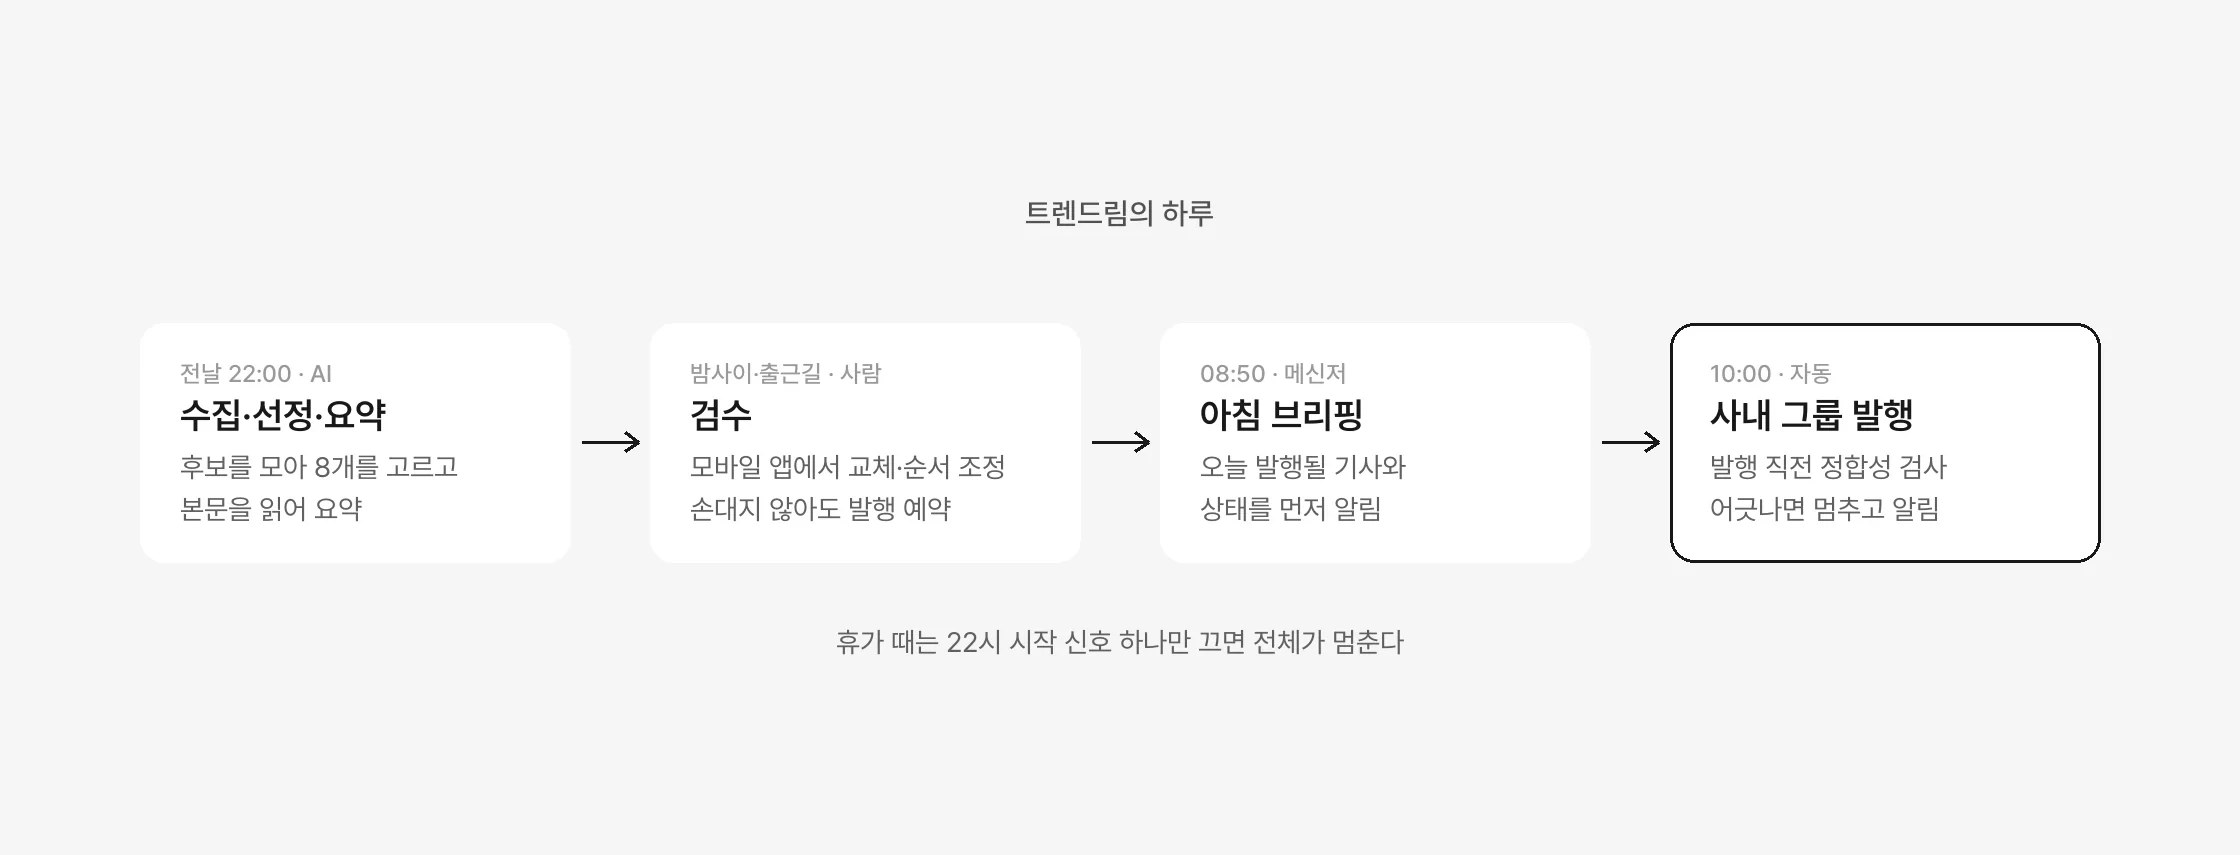 트렌드림의 하루
전날 22:00 · AI
수집·선정·요약
후보를 모아 8개를 고르고
본문을 읽어 요약
밤사이·출근길 · 사람
검수
모바일 앱에서 교체·순서 조정
손대지 않아도 발행 예약
08:50 · 메신저
아침 브리핑
오늘 발행될 기사와
상태를 먼저 알림
10:00 · 자동
사내 그룹 발행
발행 직전 정합성 검사
어긋나면 멈추고 알림
휴가 때는 22시 시작 신호 하나만 끄면 전체가 멈춘다